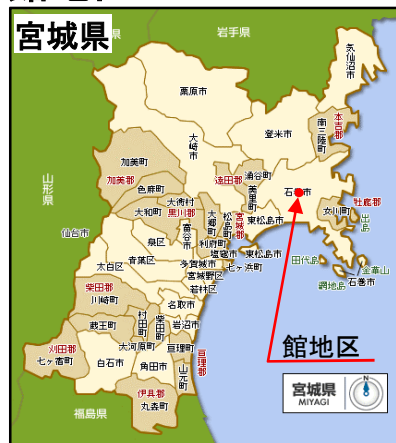 宮城県
岩手県
気仙沼市
栗原市
本吉郡
南三陸町
登米市
大崎市
加美町
加美郡
色麻町
涌谷町
遠田郡
美里町
石巻市
牡鹿郡
女川町
出島
山形県
大衡村
大和町
黒川郡
大郷町
松島町
宮城郡
東松島市
富谷市
利府町
塩竈市
東松島市
仙台市
泉区
青葉区
太白区
多賀城市
七ヶ浜町
宮城野区
若林区
田代島
網地島
金華山
石巻市
柴田郡
川崎町
名取市
村田町
柴田町
岩沼市
蔵王町
大河原町
亘理町
亘理郡
刈田郡
七ヶ宿町
白石市
角田市
山元町
伊具郡
丸森町
福島県
館地区
宮城県
MIYAGI